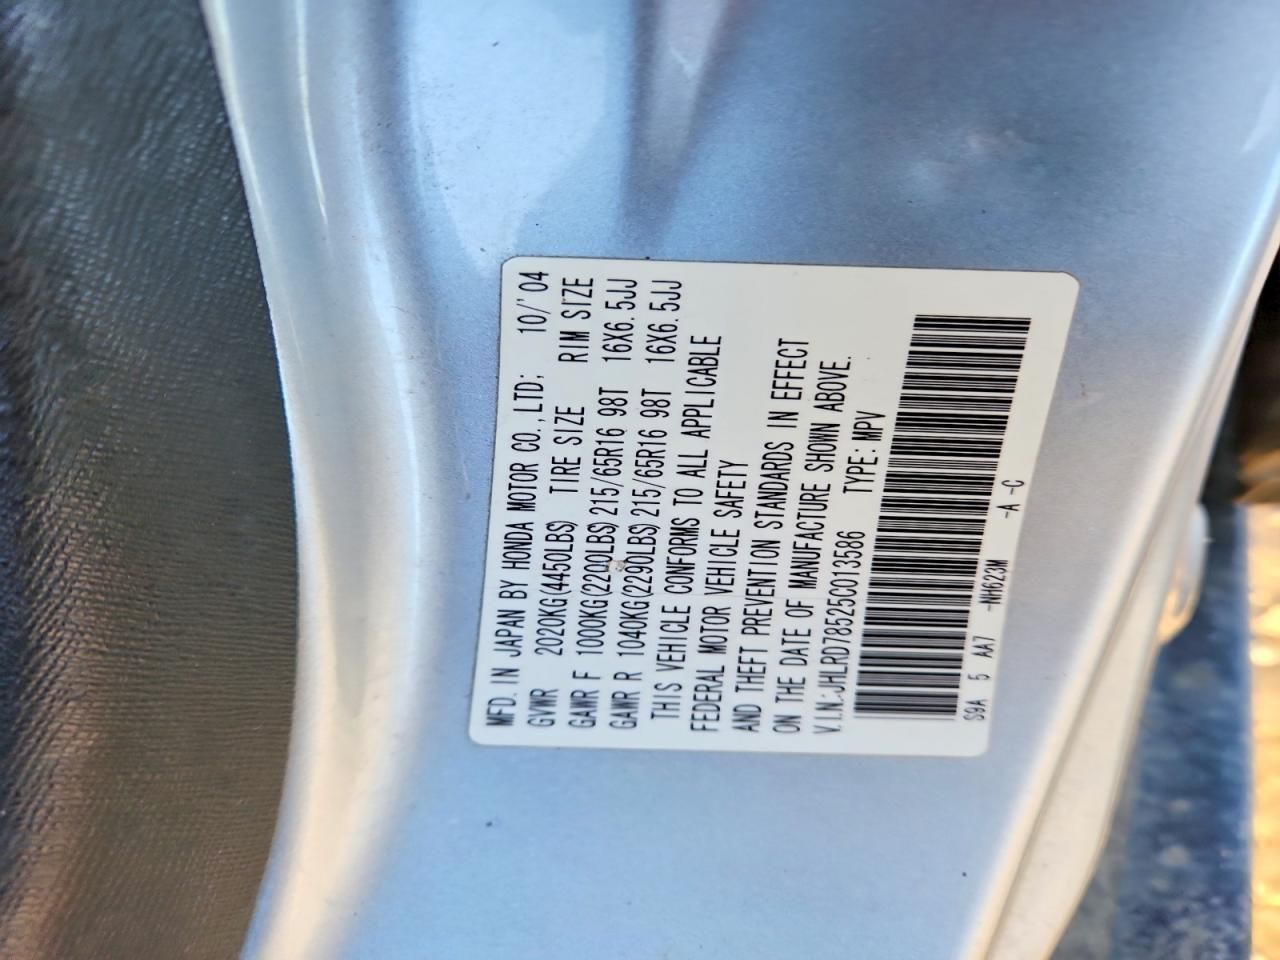 MFD. IN JAPAN BY HONDA MOTOR CO., LTD; 10/'04
GVWR 2020KG(4450LBS) TIRE SIZE RIM SIZE
GAWR F 1000KG(2200LBS) 215/65R16 98T 16X6.5JJ
GAWR R 1040KG(2290LBS) 215/65R16 98T 16X6.5JJ
THIS VEHICLE CONFORMS TO ALL APPLICABLE
FEDERAL MOTOR VEHICLE SAFETY
AND THEFT PREVENTION STANDARDS IN EFFECT
ON THE DATE OF MANUFACTURE SHOWN ABOVE.
V.I.N.:JHLRD78525C013586 TYPE:MPV
S9A 5 AA7 -NH623M -A -C